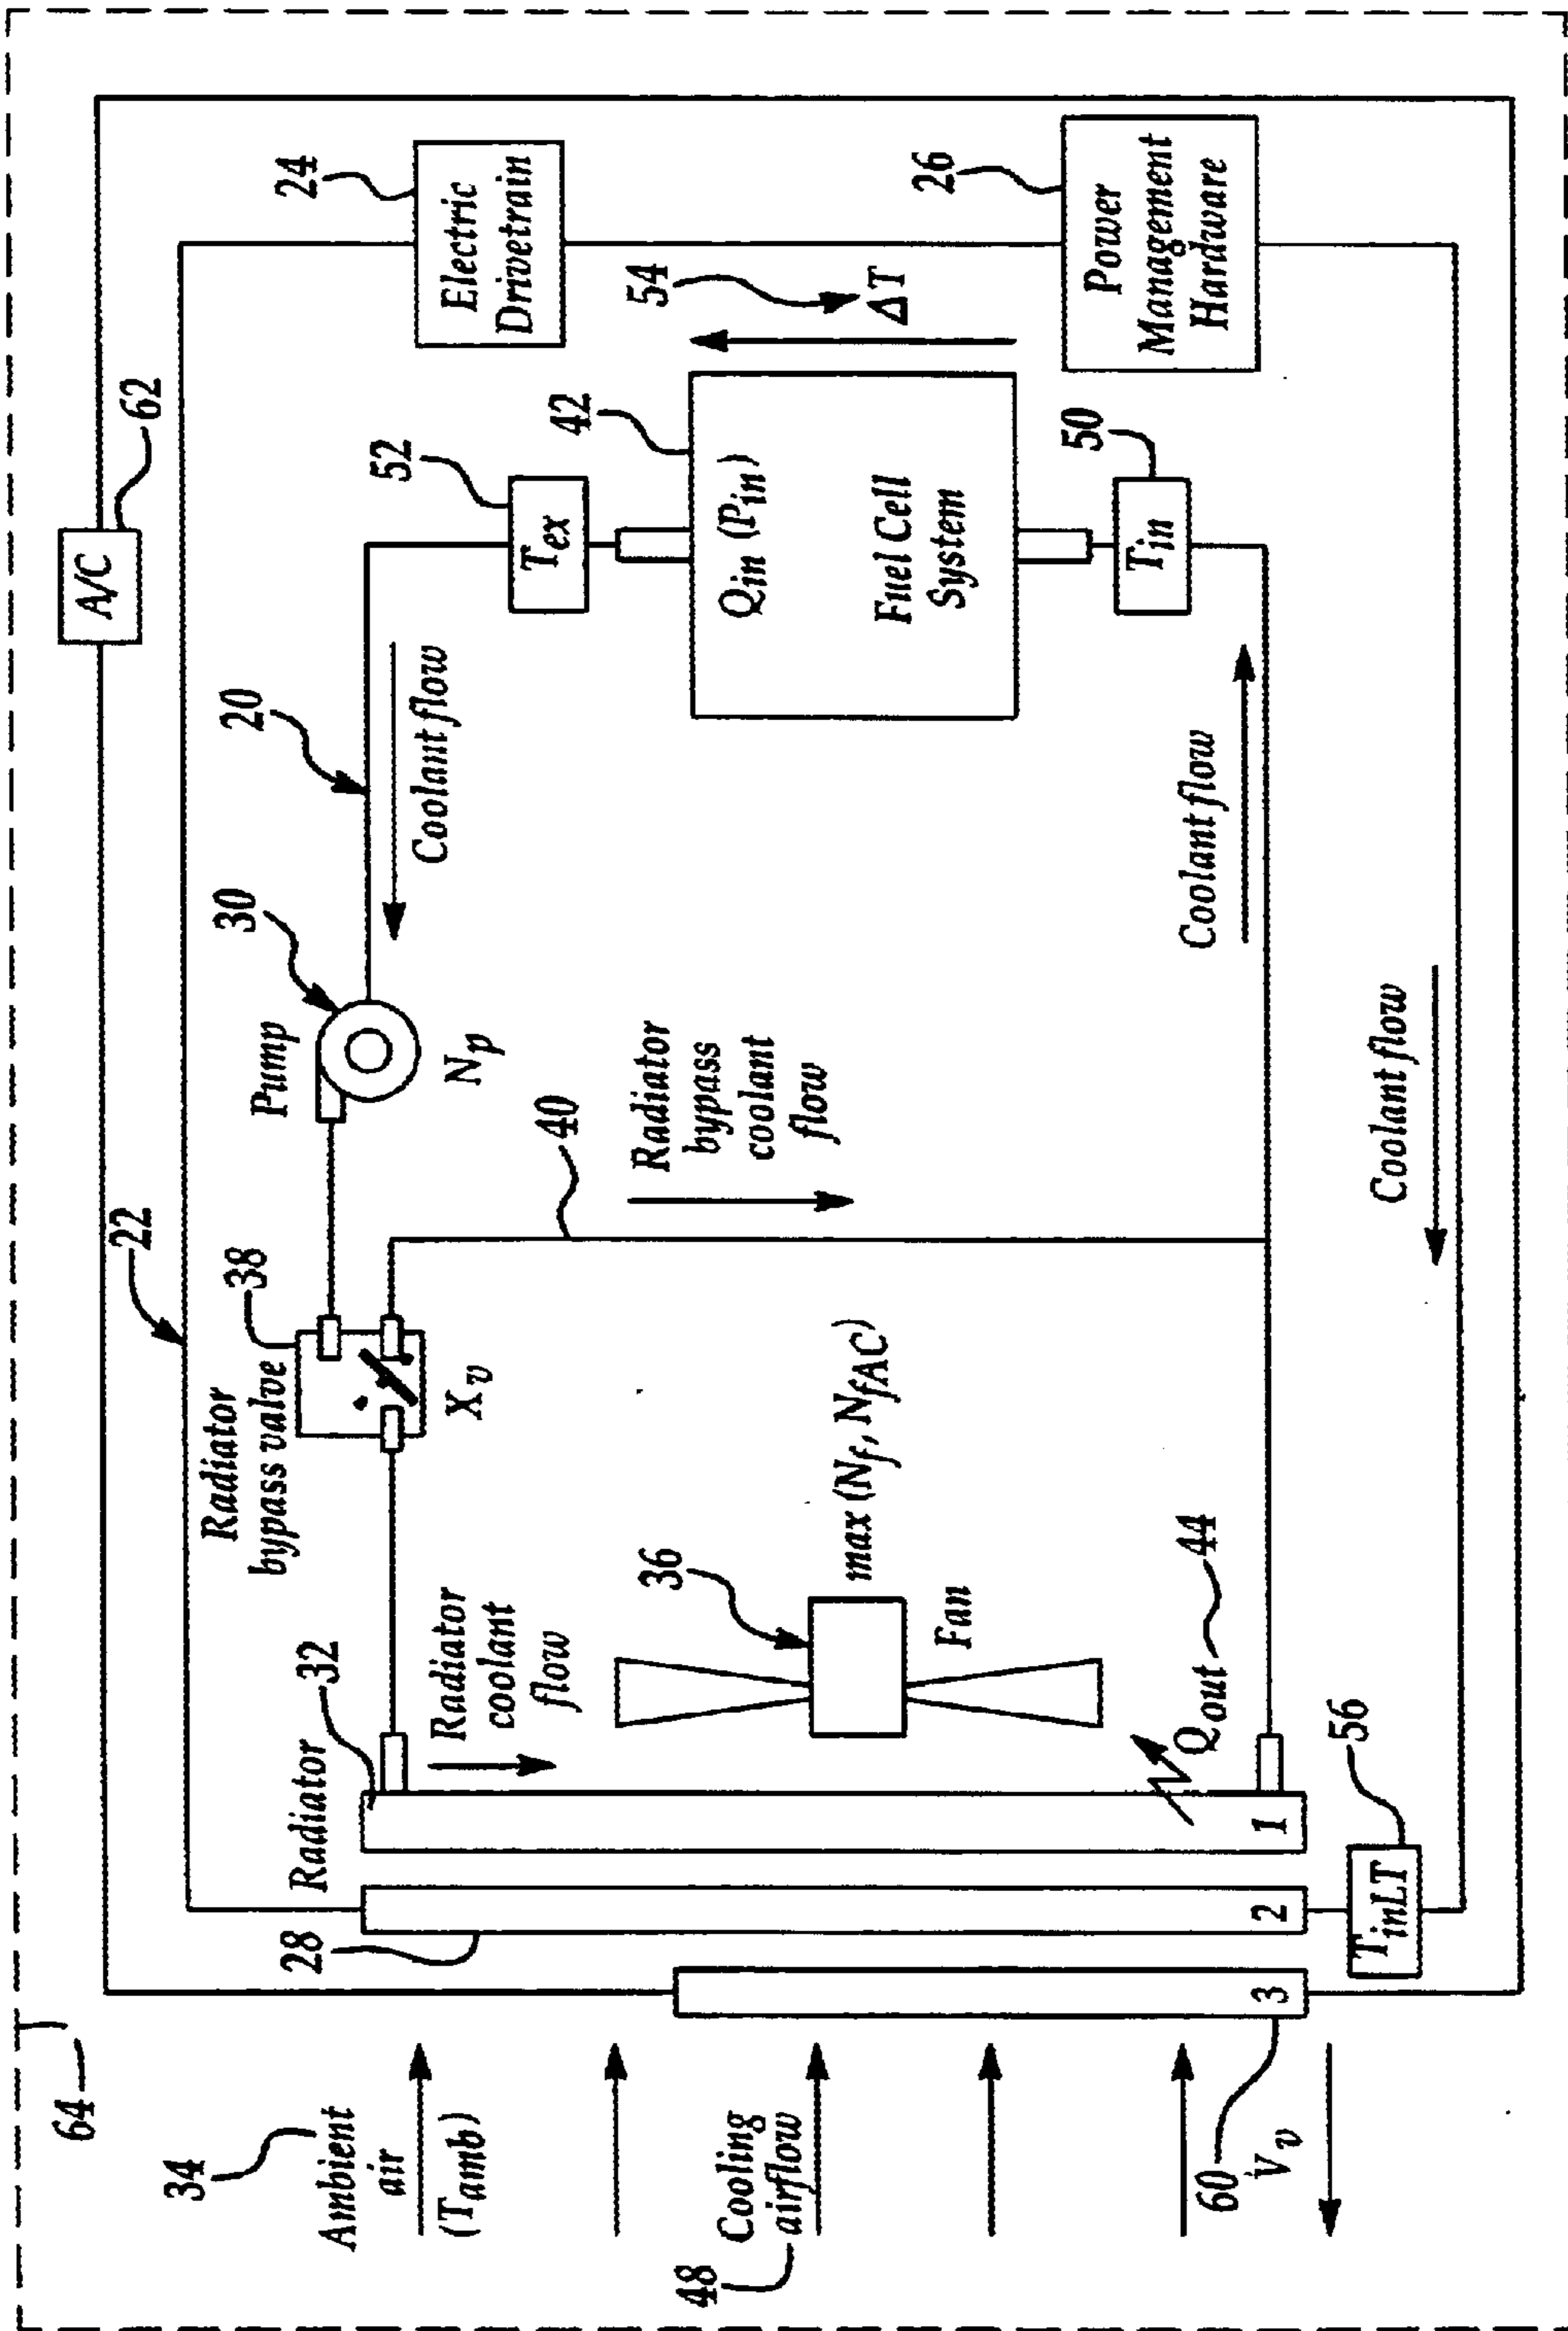 64
34
Ambient
air
(Tamb)
48
Cooling
airflow
60
Vv
22
A/C
62
Radiator
32
28
3
2
1
TinLT
56
Radiator
coolant
flow
Qout
44
36
Fan
max (Nf, NfAC)
Radiator
bypass valve
38
Xv
40
Radiator
bypass
coolant
flow
Pump
30
Np
20
Coolant flow
Coolant flow
Coolant flow
52
Tex
42
Qin (Pin)
Fuel Cell
System
50
Tin
54
ΔT
24
Electric
Drivetrain
26
Power
Management
Hardware